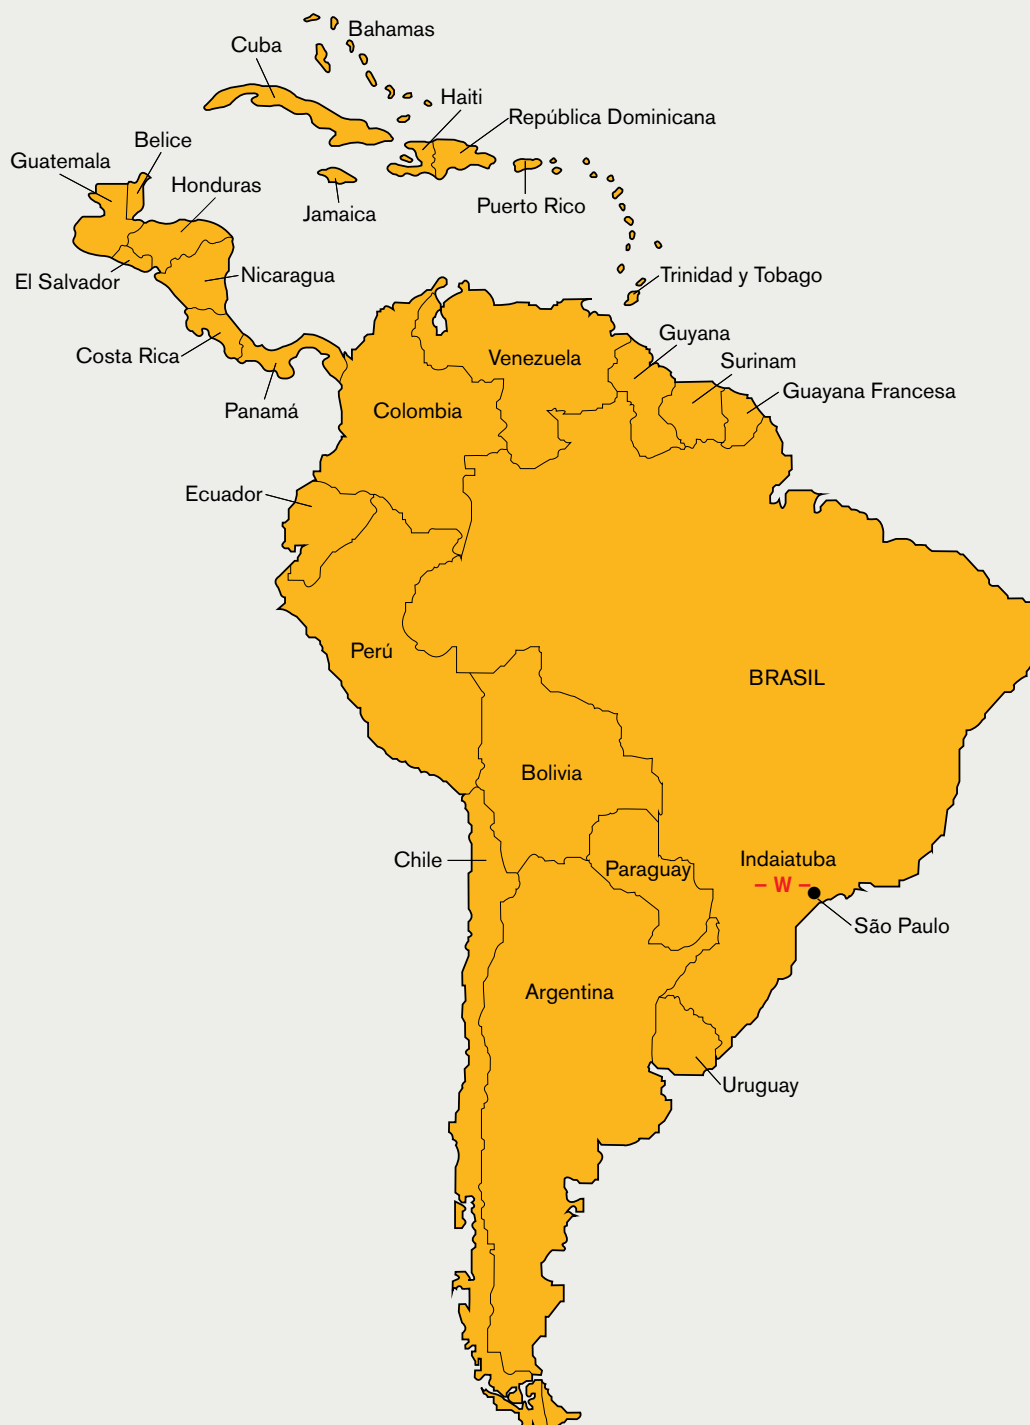 Bahamas
Cuba
Haiti
República Dominicana
Belice
Guatemala
Honduras
Jamaica
Puerto Rico
El Salvador
Nicaragua
Trinidad y Tobago
Costa Rica
Venezuela
Guyana
Surinam
Panamá
Colombia
Guayana Francesa
Ecuador
Perú
BRASIL
Bolivia
Chile
Paraguay
Indaiatuba
– W –
São Paulo
Argentina
Uruguay